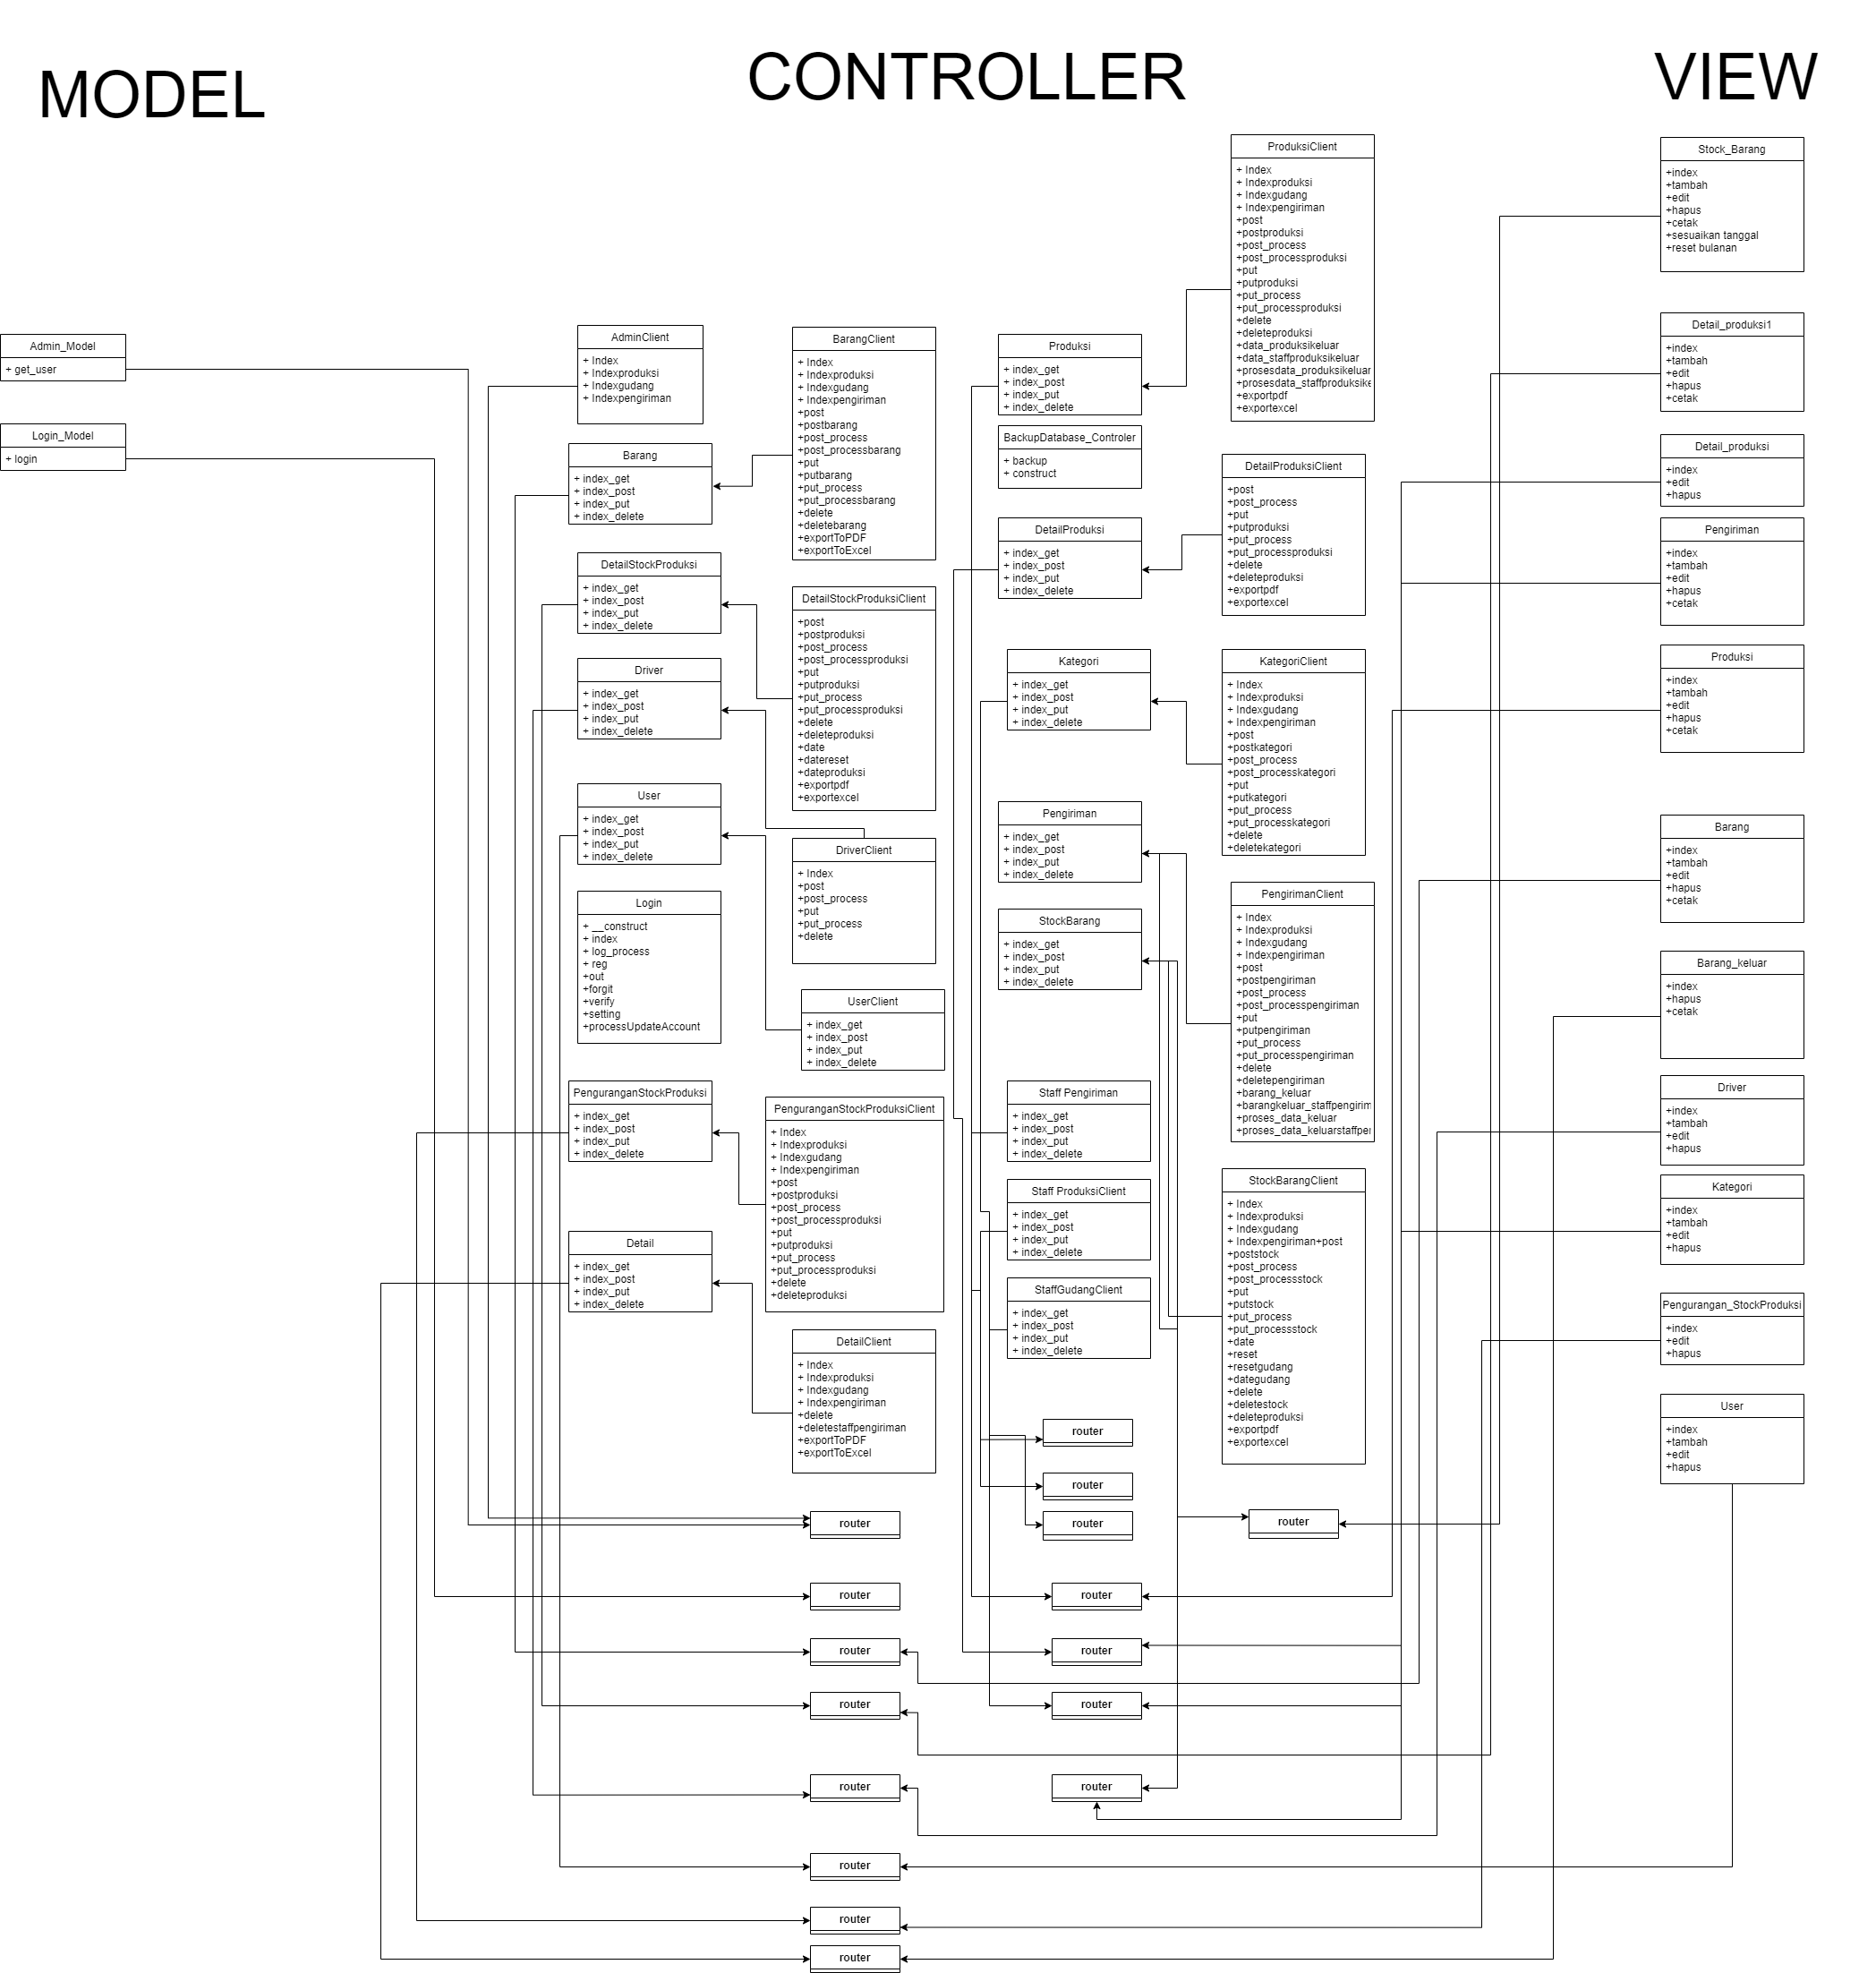 MODEL
CONTROLLER
VIEW
Admin_Model
+ get_user
Login_Model
+ login
AdminClient
+ Index
+ Indexproduksi
+ Indexgudang
+ Indexpengiriman
Barang
+ index_get
+ index_post
+ index_put
+ index_delete
DetailStockProduksi
+ index_get
+ index_post
+ index_put
+ index_delete
Driver
+ index_get
+ index_post
+ index_put
+ index_delete
User
+ index_get
+ index_post
+ index_put
+ index_delete
Login
+ __construct
+ index
+ log_process
+ reg
+out
+forgit
+verify
+setting
+processUpdateAccount
PenguranganStockProduksi
+ index_get
+ index_post
+ index_put
+ index_delete
Detail
+ index_get
+ index_post
+ index_put
+ index_delete
BarangClient
+ Index
+ Indexproduksi
+ Indexgudang
+ Indexpengiriman
+post
+postbarang
+post_process
+post_processbarang
+put
+putbarang
+put_process
+put_processbarang
+delete
+deletebarang
+exportToPDF
+exportToExcel
DetailStockProduksiClient
+post
+postproduksi
+post_process
+post_processproduksi
+put
+putproduksi
+put_process
+put_processproduksi
+delete
+deleteproduksi
+date
+datereset
+dateproduksi
+exportpdf
+exportexcel
DriverClient
+ Index
+post
+post_process
+put
+put_process
+delete
UserClient
+ index_get
+ index_post
+ index_put
+ index_delete
PenguranganStockProduksiClient
+ Index
+ Indexproduksi
+ Indexgudang
+ Indexpengiriman
+post
+postproduksi
+post_process
+post_processproduksi
+put
+putproduksi
+put_process
+put_processproduksi
+delete
+deleteproduksi
DetailClient
+ Index
+ Indexproduksi
+ Indexgudang
+ Indexpengiriman
+delete
+deletestaffpengiriman
+exportToPDF
+exportToExcel
router
router
router
router
router
router
router
router
Produksi
+ index_get
+ index_post
+ index_put
+ index_delete
BackupDatabase_Controler
+ backup
+ construct
DetailProduksi
+ index_get
+ index_post
+ index_put
+ index_delete
Kategori
+ index_get
+ index_post
+ index_put
+ index_delete
Pengiriman
+ index_get
+ index_post
+ index_put
+ index_delete
StockBarang
+ index_get
+ index_post
+ index_put
+ index_delete
Staff Pengiriman
+ index_get
+ index_post
+ index_put
+ index_delete
Staff ProduksiClient
+ index_get
+ index_post
+ index_put
+ index_delete
StaffGudangClient
+ index_get
+ index_post
+ index_put
+ index_delete
router
router
router
router
router
router
router
ProduksiClient
+ Index
+ Indexproduksi
+ Indexgudang
+ Indexpengiriman
+post
+postproduksi
+post_process
+post_processproduksi
+put
+putproduksi
+put_process
+put_processproduksi
+delete
+deleteproduksi
+data_produksikeluar
+data_staffproduksikeluar
+prosesdata_produksikeluar
+prosesdata_staffproduksike
+exportpdf
+exportexcel
DetailProduksiClient
+post
+post_process
+put
+putproduksi
+put_process
+put_processproduksi
+delete
+deleteproduksi
+exportpdf
+exportexcel
KategoriClient
+ Index
+ Indexproduksi
+ Indexgudang
+ Indexpengiriman
+post
+postkategori
+post_process
+post_processkategori
+put
+putkategori
+put_process
+put_processkategori
+delete
+deletekategori
PengirimanClient
+ Index
+ Indexproduksi
+ Indexgudang
+ Indexpengiriman
+post
+postpengiriman
+post_process
+post_processpengiriman
+put
+putpengiriman
+put_process
+put_processpengiriman
+delete
+deletepengiriman
+barang_keluar
+barangkeluar_staffpengirim
+proses_data_keluar
+proses_data_keluarstaffpe
StockBarangClient
+ Index
+ Indexproduksi
+ Indexgudang
+ Indexpengiriman+post
+poststock
+post_process
+post_processstock
+put
+putstock
+put_process
+put_processstock
+date
+reset
+resetgudang
+dategudang
+delete
+deletestock
+deleteproduksi
+exportpdf
+exportexcel
router
Stock_Barang
+index
+tambah
+edit
+hapus
+cetak
+sesuaikan tanggal
+reset bulanan
Detail_produksi1
+index
+tambah
+edit
+hapus
+cetak
Detail_produksi
+index
+edit
+hapus
Pengiriman
+index
+tambah
+edit
+hapus
+cetak
Produksi
+index
+tambah
+edit
+hapus
+cetak
Barang
+index
+tambah
+edit
+hapus
+cetak
Barang_keluar
+index
+hapus
+cetak
Driver
+index
+tambah
+edit
+hapus
Kategori
+index
+tambah
+edit
+hapus
Pengurangan_StockProduksi
+index
+edit
+hapus
User
+index
+tambah
+edit
+hapus